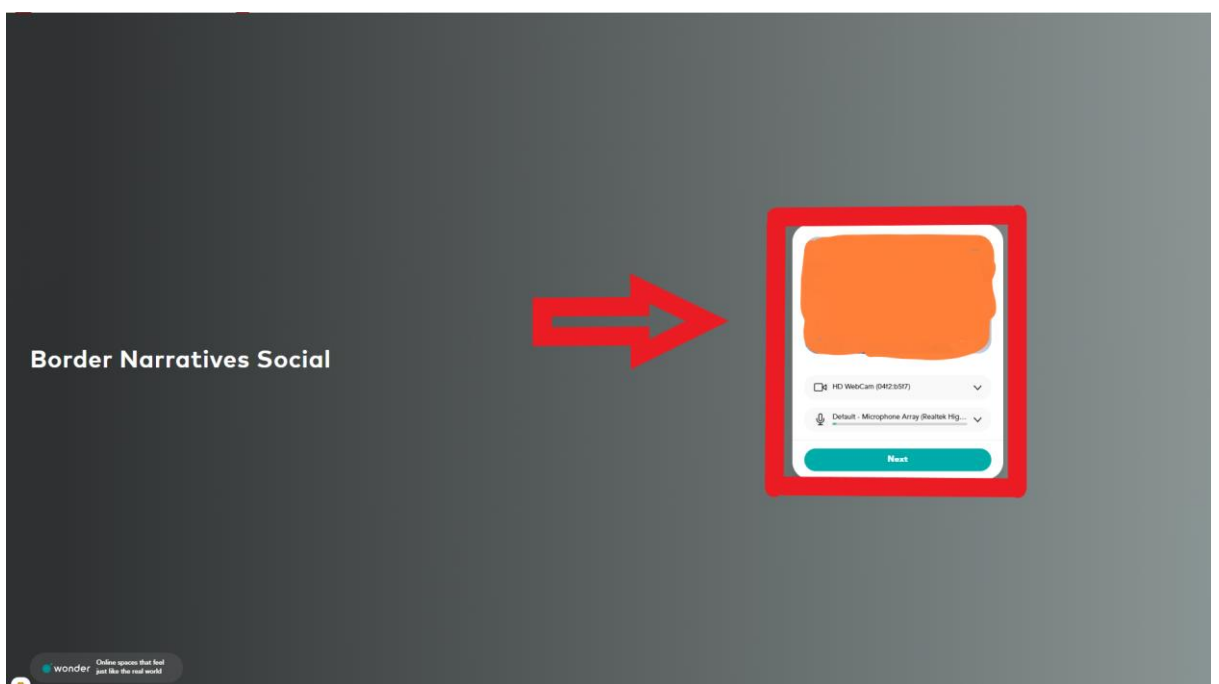 Border Narratives Social
HD WebCam (04f2:b5f7)
Default - Microphone Array (Realtek Hig...
Next
wonder
Online spaces that feel
just like the real world